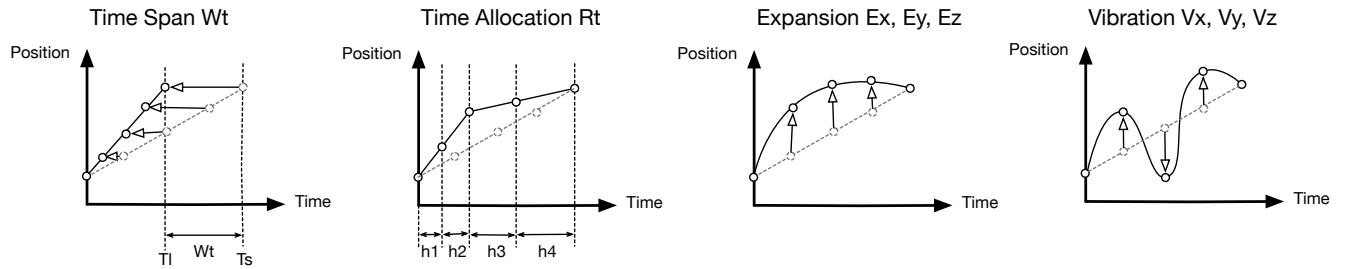 Time Span Wt
Position
Time
Wt
Tl
Ts
Time Allocation Rt
Position
Time
h1
h2
h3
h4
Expansion Ex, Ey, Ez
Position
Time
Vibration Vx, Vy, Vz
Position
Time